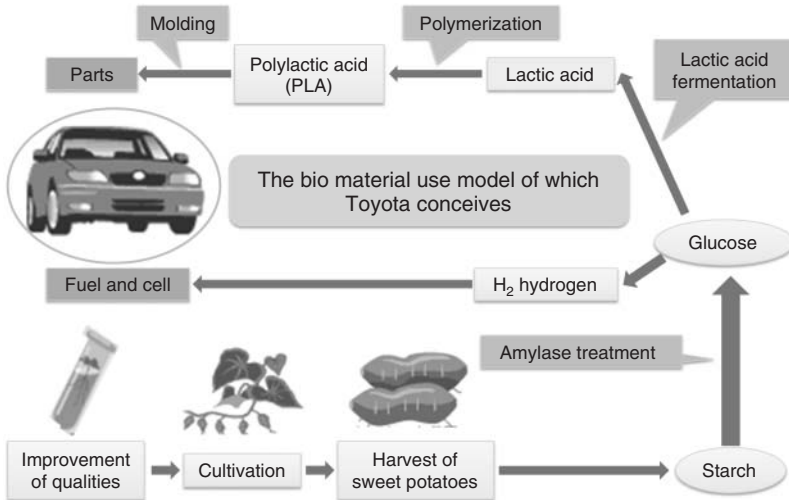 Molding
Polymerization
Lactic acid
fermentation
Parts
Polylactic acid
(PLA)
Lactic acid
The bio material use model of which
Toyota conceives
Glucose
Fuel and cell
H₂ hydrogen
Amylase treatment
Improvement
of qualities
Cultivation
Harvest of
sweet potatoes
Starch